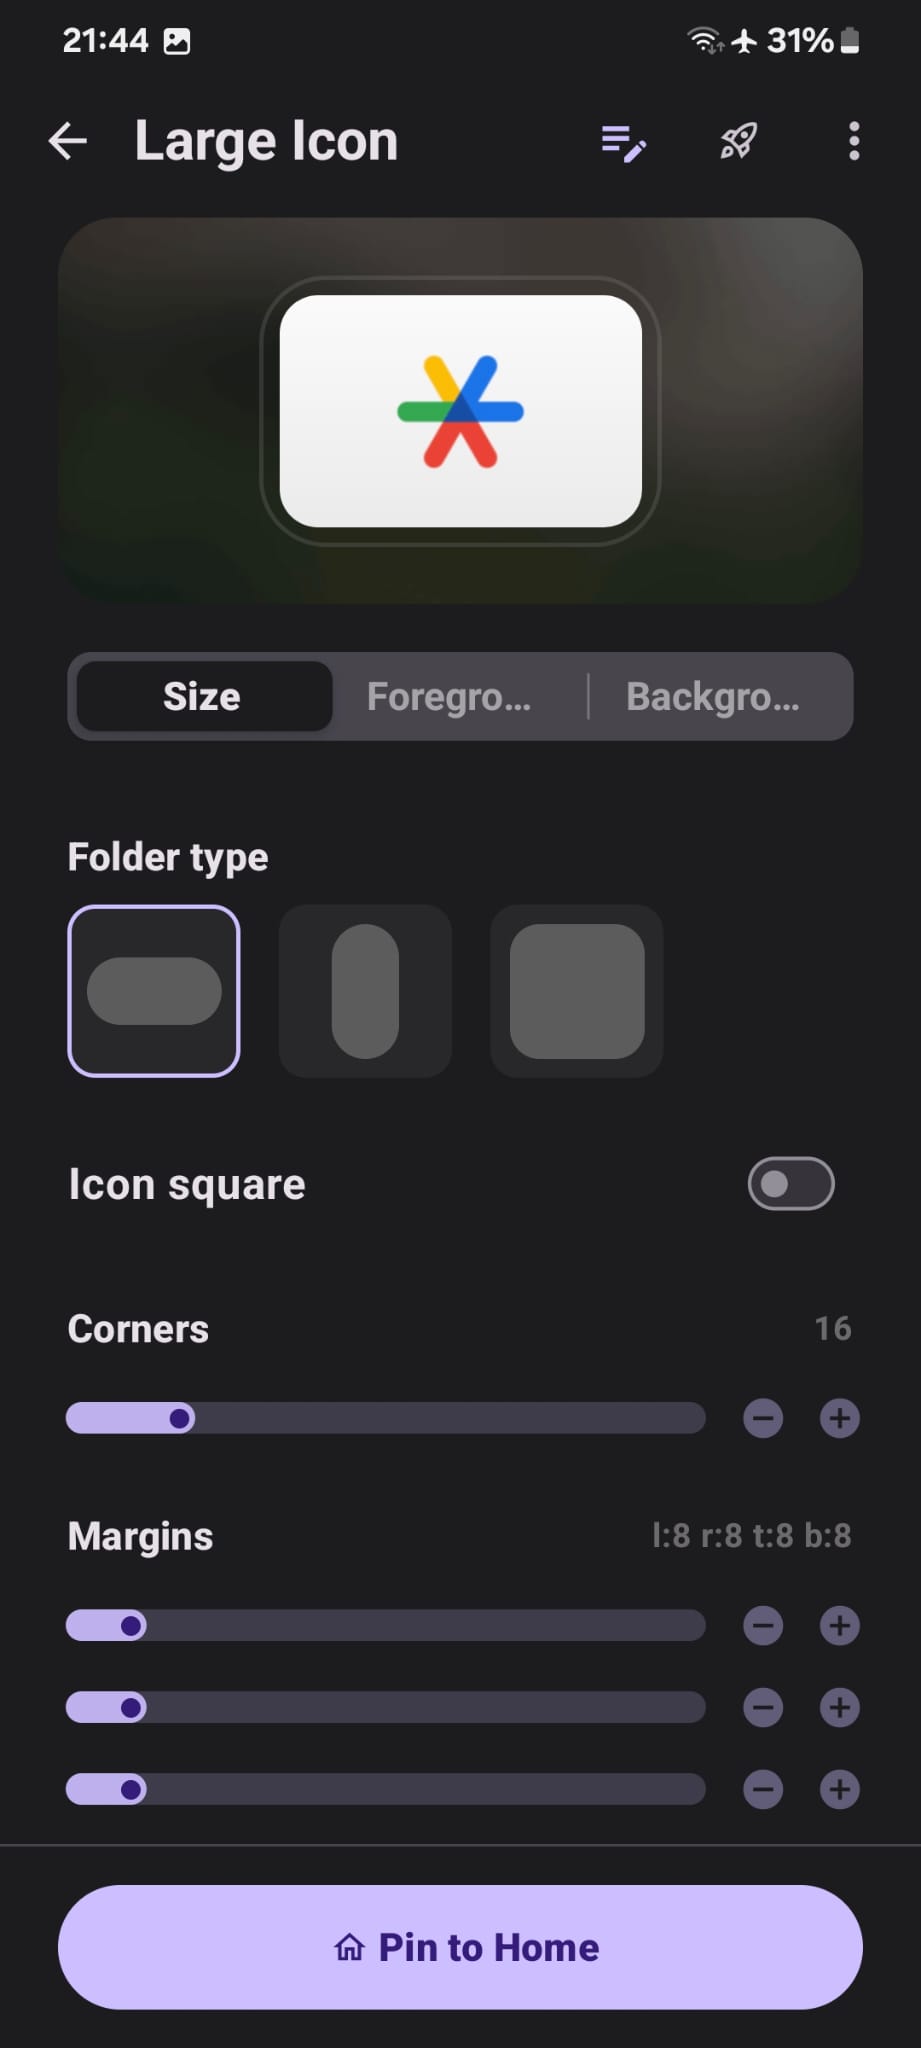 21:44 31%
Large Icon
Size Foregro... Backgro...
Folder type
Icon square
Corners 16
Margins l:8 r:8 t:8 b:8
Pin to Home